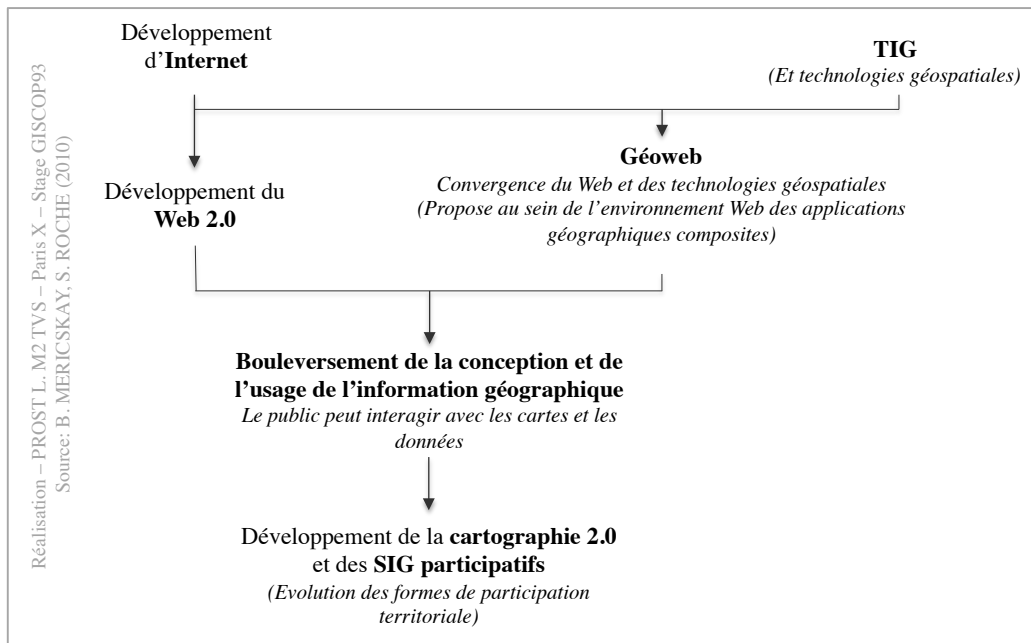 Développement
d’Internet
TIG
(Et technologies géospatiales)
Développement du
Web 2.0
Géoweb
Convergence du Web et des technologies géospatiales
(Propose au sein de l’environnement Web des applications
géographiques composites)
Bouleversement de la conception et de
l’usage de l’information géographique
Le public peut interagir avec les cartes et les
données
Développement de la cartographie 2.0
et des SIG participatifs
(Evolution des formes de participation
territoriale)
Réalisation – PROST L. M2 TVS – Paris X – Stage GISCOP93
Source: B. MERICSKAY, S. ROCHE (2010)